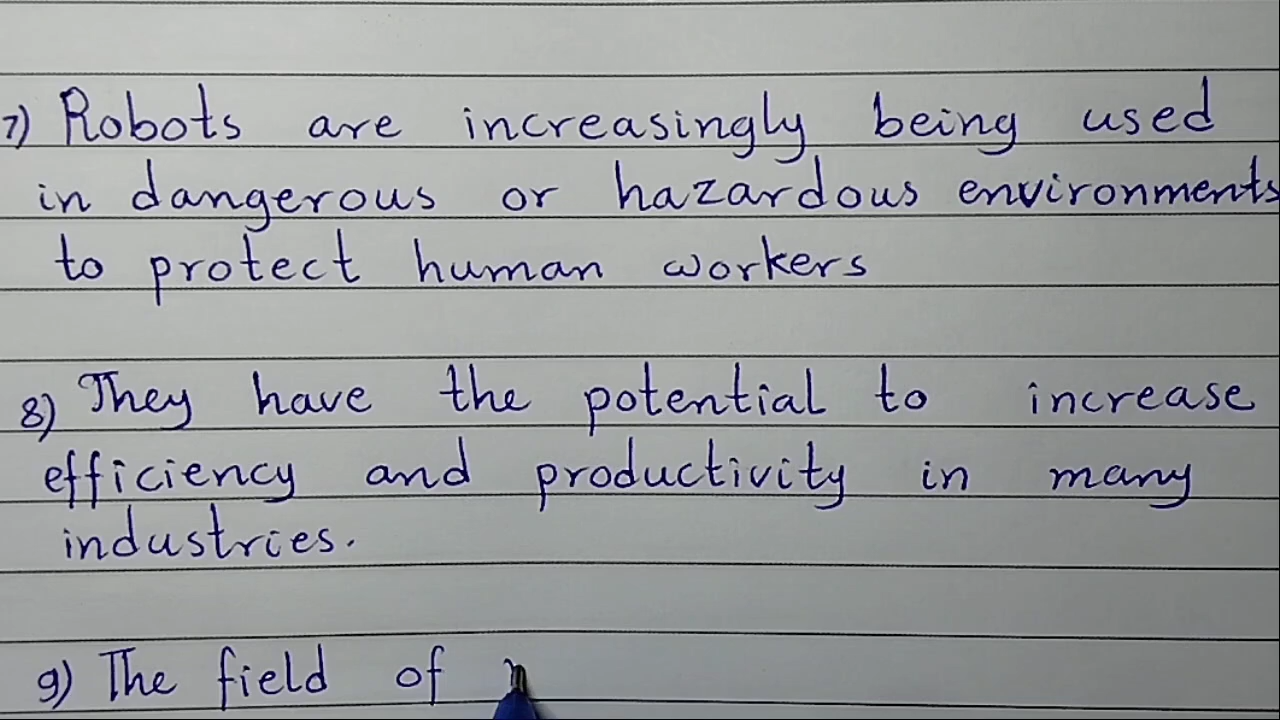 7) Robots are increasingly being used
in dangerous or hazardous environments
to protect human workers
8) They have the potential to increase
efficiency and productivity in many
industries.
9) The field of